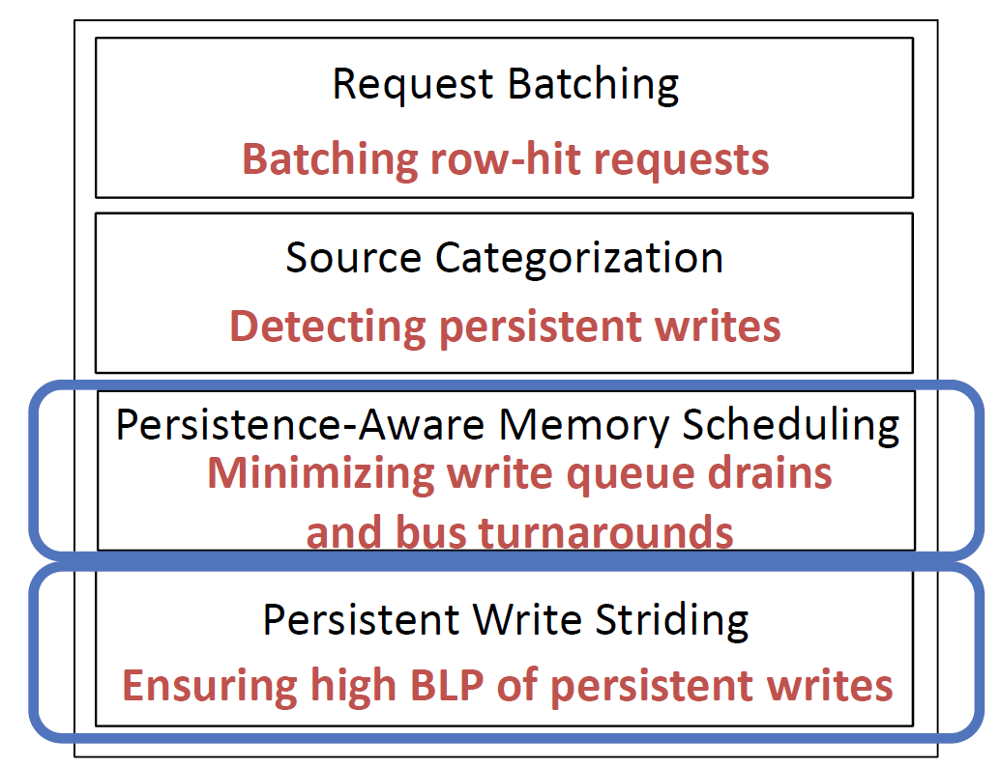 Request Batching
Batching row-hit requests
Source Categorization
Detecting persistent writes
Persistence-Aware Memory Scheduling
Minimizing write queue drains
and bus turnarounds
Persistent Write Striding
Ensuring high BLP of persistent writes